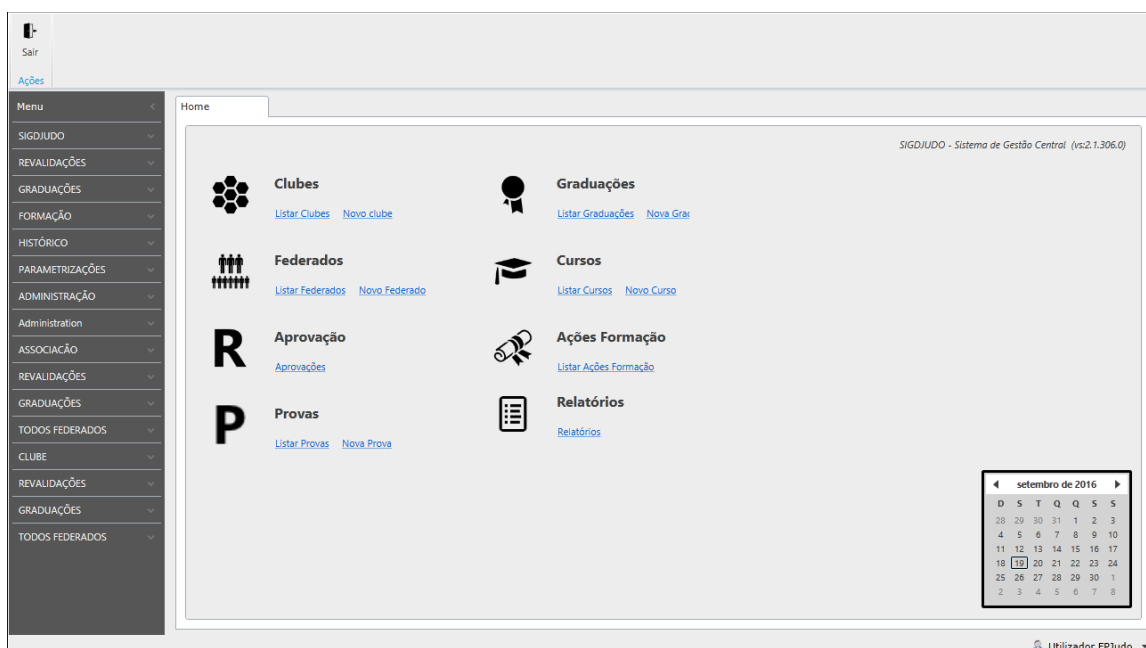 Sair
Ações
Menu
SIGDJUDO
REVALIDAÇÕES
GRADUAÇÕES
FORMAÇÃO
HISTÓRICO
PARAMETRIZAÇÕES
ADMINISTRAÇÃO
Administration
ASSOCIACÃO
REVALIDAÇÕES
GRADUAÇÕES
TODOS FEDERADOS
CLUBE
REVALIDAÇÕES
GRADUAÇÕES
TODOS FEDERADOS
Home
SIGDJUDO - Sistema de Gestão Central (vs:2.1.306.0)
Clubes
Listar Clubes Novo clube
Federados
Listar Federados Novo Federado
R
Aprovação
Aprovações
P
Provas
Listar Provas Nova Prova
Graduações
Listar Graduações Nova Grac
Cursos
Listar Cursos Novo Curso
Ações Formação
Listar Ações Formação
Relatórios
Relatórios
setembro de 2016
D S T Q Q S S
28 29 30 31 1 2 3
4 5 6 7 8 9 10
11 12 13 14 15 16 17
18 19 20 21 22 23 24
25 26 27 28 29 30 1
2 3 4 5 6 7 8
Utilizador FPJudo